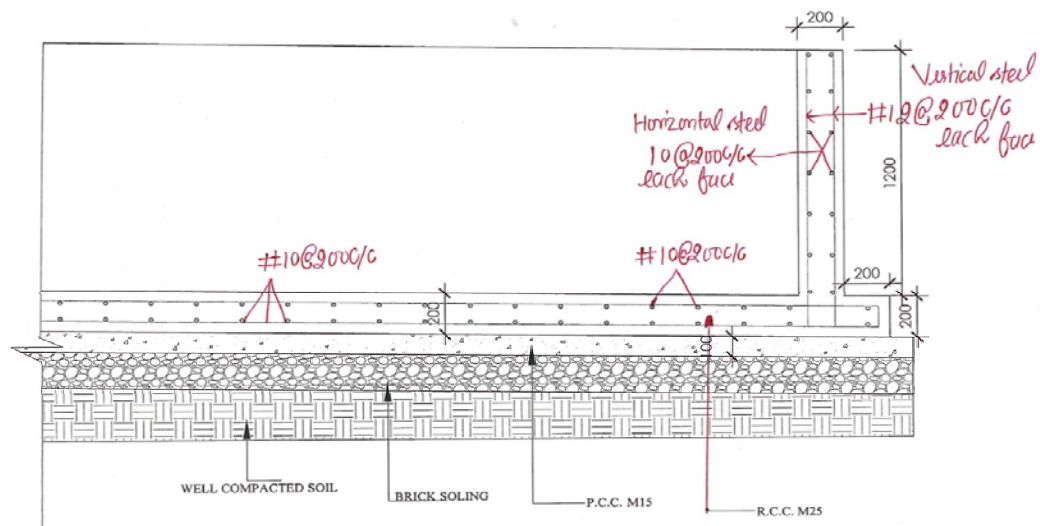 200
Vertical steel
#12@200C/C
each face
Horizontal steel
10@200C/C
each face
1200
#10@200C/C
#10@200C/C
200
200
200
100
WELL COMPACTED SOIL
BRICK SOLING
P.C.C. M15
R.C.C. M25